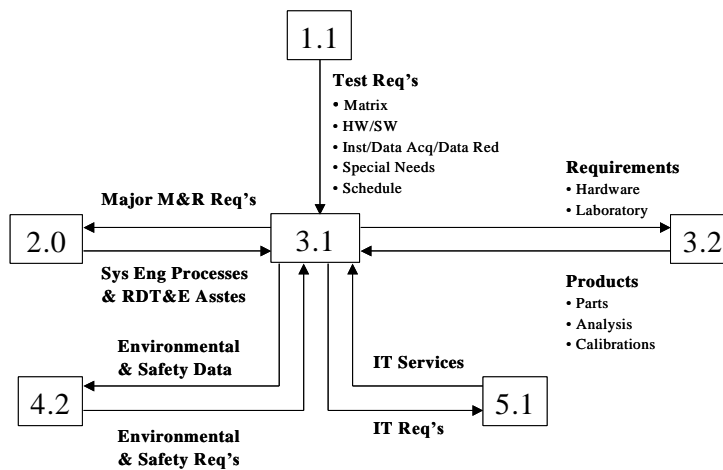 1.1
Test Req's
• Matrix
• HW/SW
• Inst/Data Acq/Data Red
• Special Needs
• Schedule
Requirements
• Hardware
• Laboratory
Major M&R Req's
2.0
3.1
3.2
Sys Eng Processes
& RDT&E Asstes
Products
• Parts
• Analysis
• Calibrations
Environmental
& Safety Data
IT Services
4.2
5.1
Environmental
& Safety Req's
IT Req's